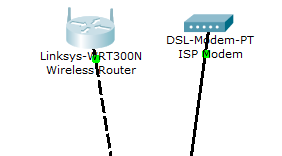 Linksys-WRT300N
Wireless Router
DSL-Modem-PT
ISP Modem